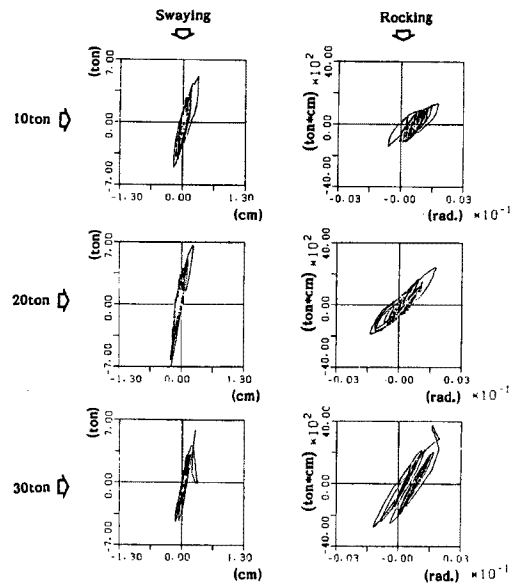 Swaying
Rocking
10ton
(ton)
7.00
0.00
-7.00
-1.30 0.00 1.30
(cm)
(ton*cm) ×10²
40.00
0.00
-40.00
-0.03 -0.00 0.03
(rad.) ×10⁻¹
20ton
(ton)
7.00
0.00
-7.00
-1.30 0.00 1.30
(cm)
(ton*cm) ×10²
40.00
0.00
-40.00
-0.03 -0.00 0.03
(rad.) ×10⁻¹
30ton
(ton)
7.00
0.00
-7.00
-1.30 0.00 1.30
(cm)
(ton*cm) ×10²
40.00
0.00
-40.00
-0.03 -0.00 0.03
(rad.) ×10⁻¹